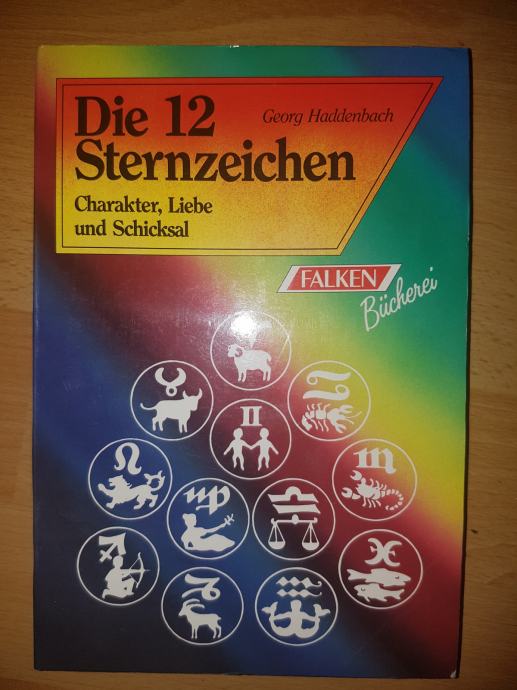 Die 12
Georg Haddenbach
Sternzeichen
Charakter, Liebe
und Schicksal
FALKEN
Bücherei